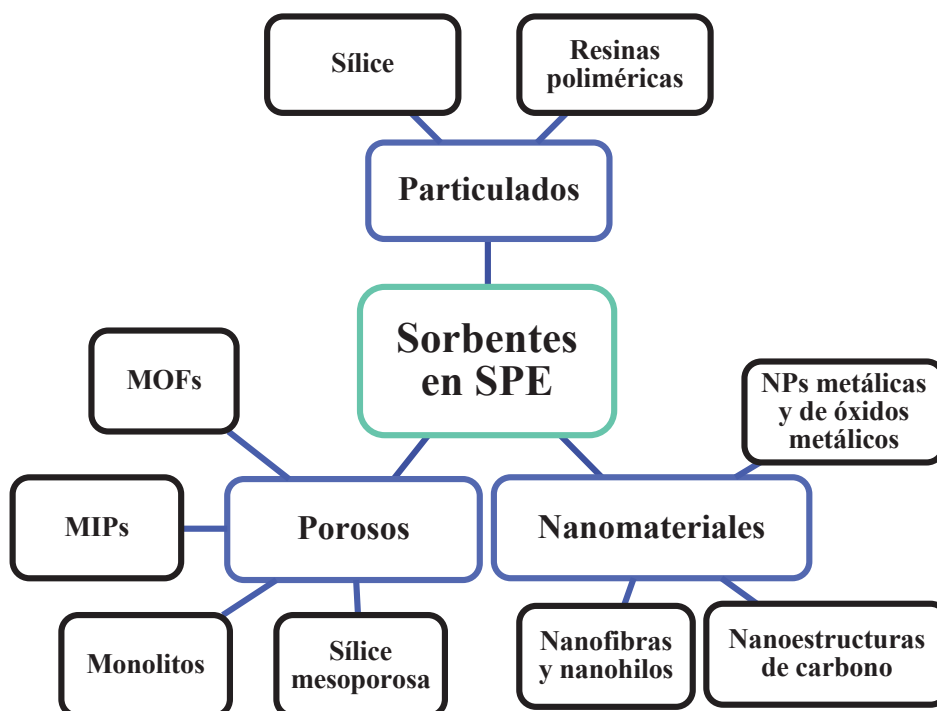 Sílice
Resinas
poliméricas
Particulados
Sorbentes
en SPE
MOFs
NPs metálicas
y de óxidos
metálicos
MIPs
Porosos
Nanomateriales
Monolitos
Sílice
mesoporosa
Nanofibras
y nanohilos
Nanoestructuras
de carbono